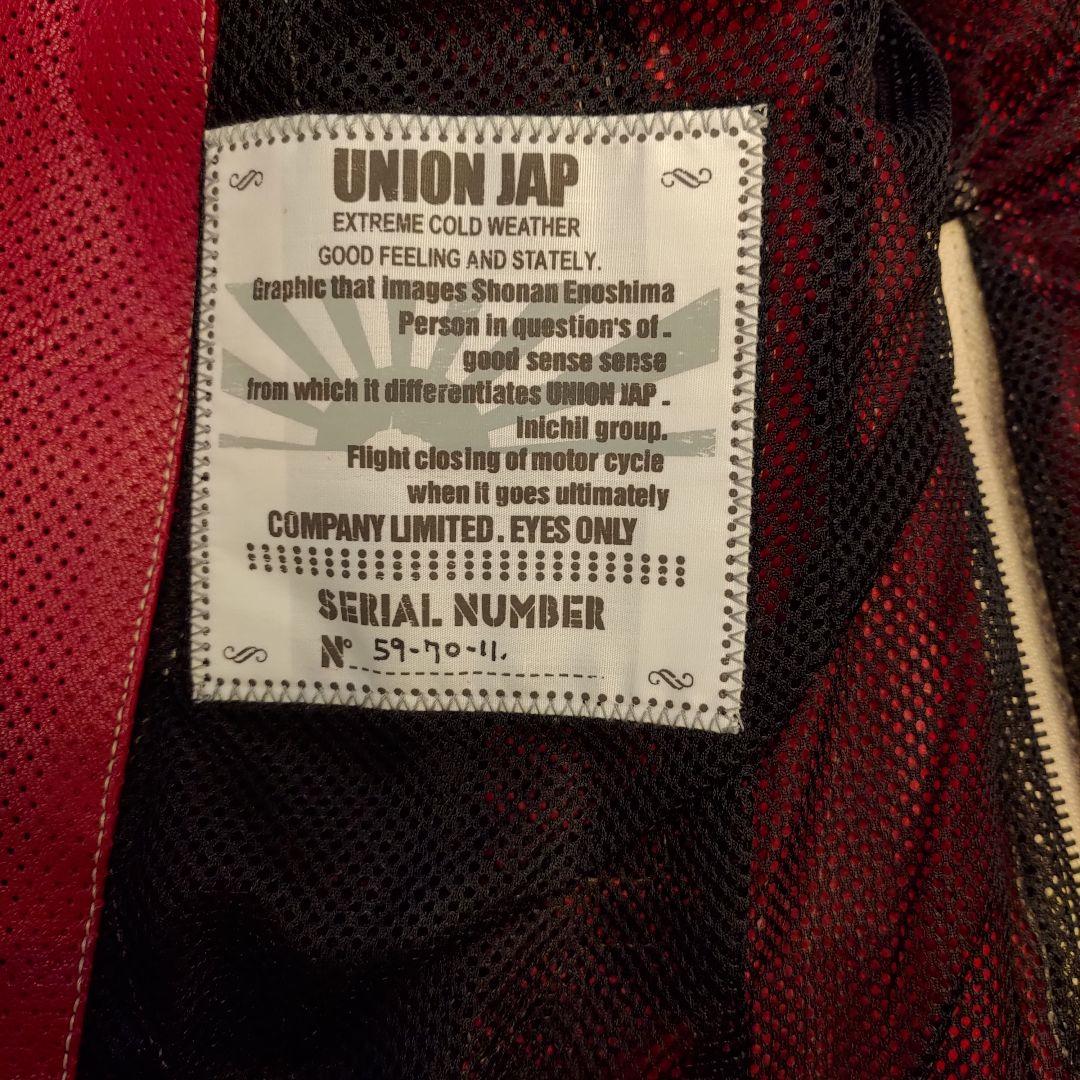 UNION JAP
EXTREME COLD WEATHER
GOOD FEELING AND STATELY.
Graphic that images Shonan Enoshima
Person in question's of.
good sense sense
from which it differentiates UNION JAP.
Inichil group.
Flight closing of motor cycle
when it goes ultimately
COMPANY LIMITED. EYES ONLY
SERIAL NUMBER
Nº 59-70-11.